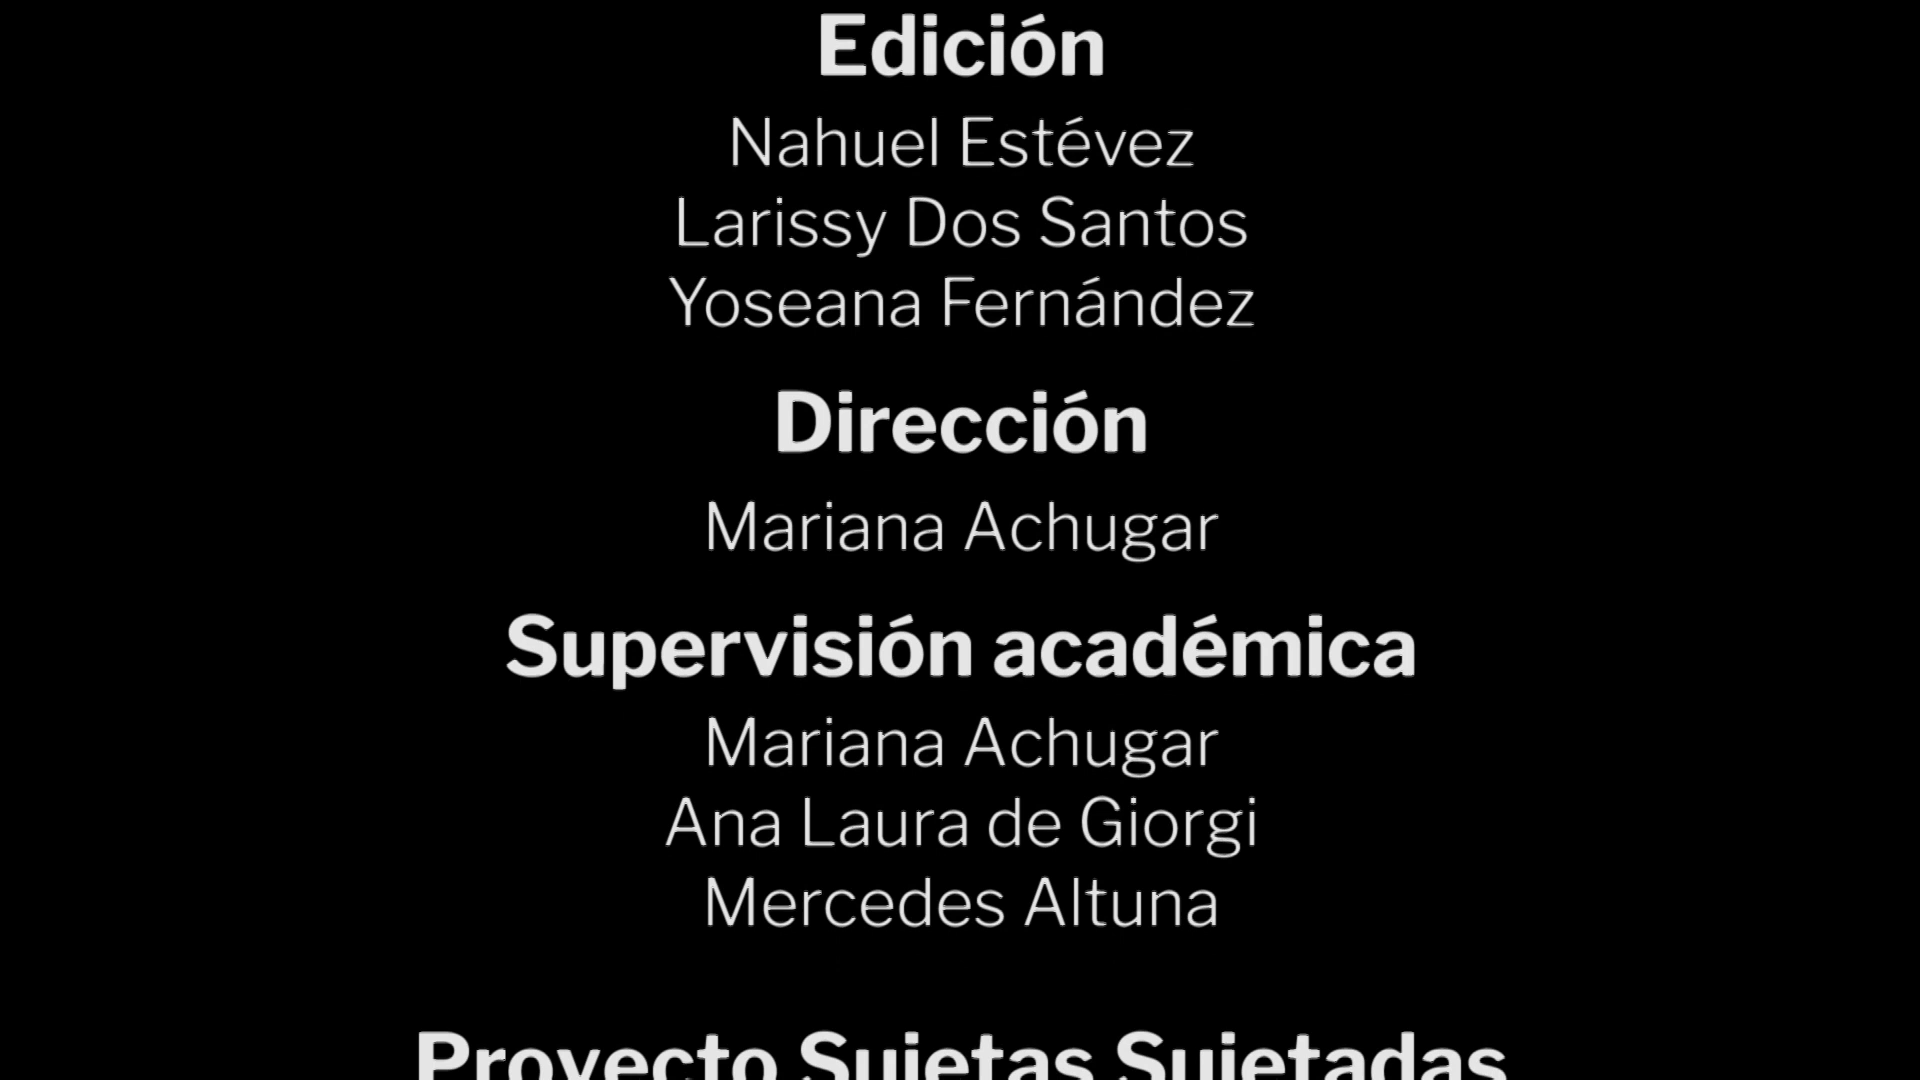 Edición
Nahuel Estévez
Larissy Dos Santos
Yoseana Fernández
Dirección
Mariana Achugar
Supervisión académica
Mariana Achugar
Ana Laura de Giorgi
Mercedes Altuna
Proyecto Sujetas Sujetadas